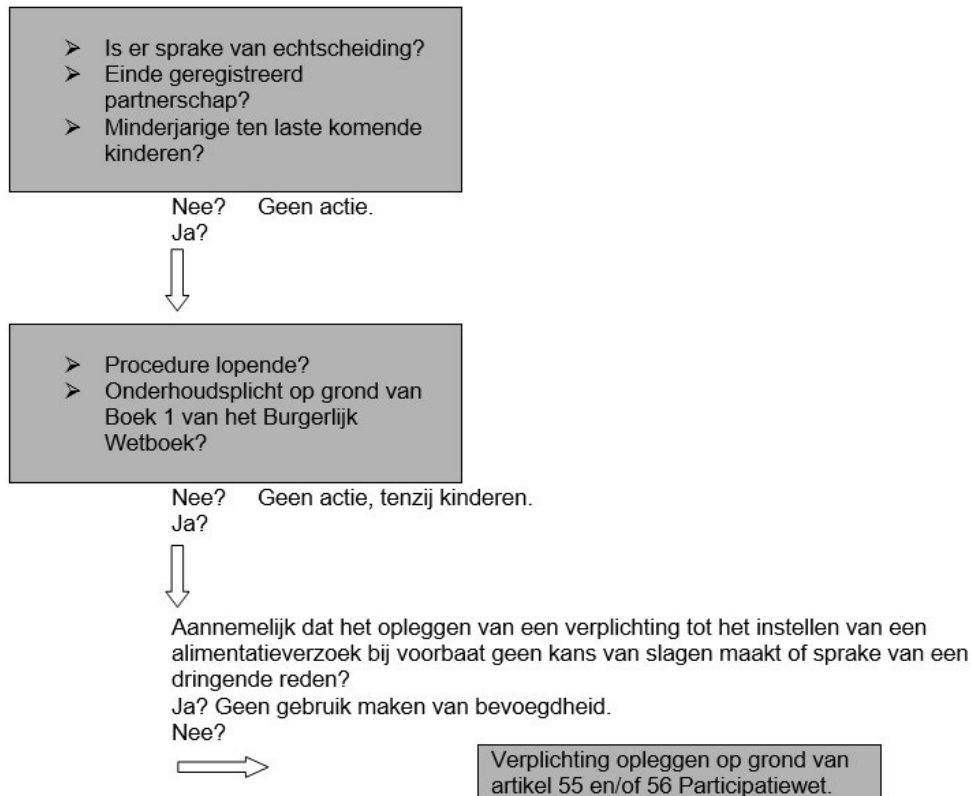 ➢ Is er sprake van echtscheiding?
➢ Einde geregistreerd
partnerschap?
➢ Minderjarige ten laste komende
kinderen?
Nee? Geen actie.
Ja?
➢ Procedure lopende?
➢ Onderhoudsplicht op grond van
Boek 1 van het Burgerlijk
Wetboek?
Nee? Geen actie, tenzij kinderen.
Ja?
Aannemelijk dat het opleggen van een verplichting tot het instellen van een
alimentatieverzoek bij voorbaat geen kans van slagen maakt of sprake van een
dringende reden?
Ja? Geen gebruik maken van bevoegdheid.
Nee?
Verplichting opleggen op grond van
artikel 55 en/of 56 Participatiewet.